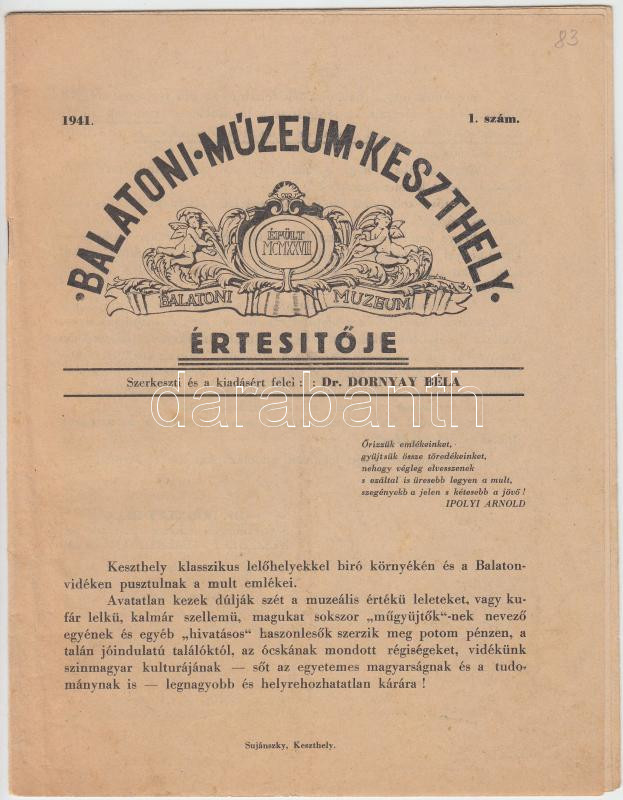 83
1941.
1. szám.
BALATONI·MÚZEUM·KESZTHELY·
ÉPÜLT
MCMXXVII
BALATONI MUZEUM
ÉRTESITŐJE
Szerkeszti és a kiadásért felel : : Dr. DORNYAY BÉLA
darabanth
Őrizzük emlékeinket,
gyüjtsük össze töredékeinket,
nehogy végleg elvesszenek
s ezáltal is üresebb legyen a mult,
szegényekb a jelen s kétesebb a jövő !
IPOLYI ARNOLD
Keszthely klasszikus lelőhelyekkel biró környékén és a Balaton-
vidéken pusztulnak a mult emlékei.
Avatatlan kezek dúlják szét a muzeális értékü leleteket, vagy ku-
fár lelkü, kalmár szellemü, magukat sokszor „műgyüjtők”-nek nevező
egyének és egyéb „hivatásos” haszonlesők szerzik meg potom pénzen, a
talán jóindulatú találóktól, az ócskának mondott régiségeket, vidékünk
szinmagyar kulturájának — sőt az egyetemes magyarságnak és a tudo-
mánynak is — legnagyobb és helyrehozhatatlan kárára !
Sujánszky, Keszthely.